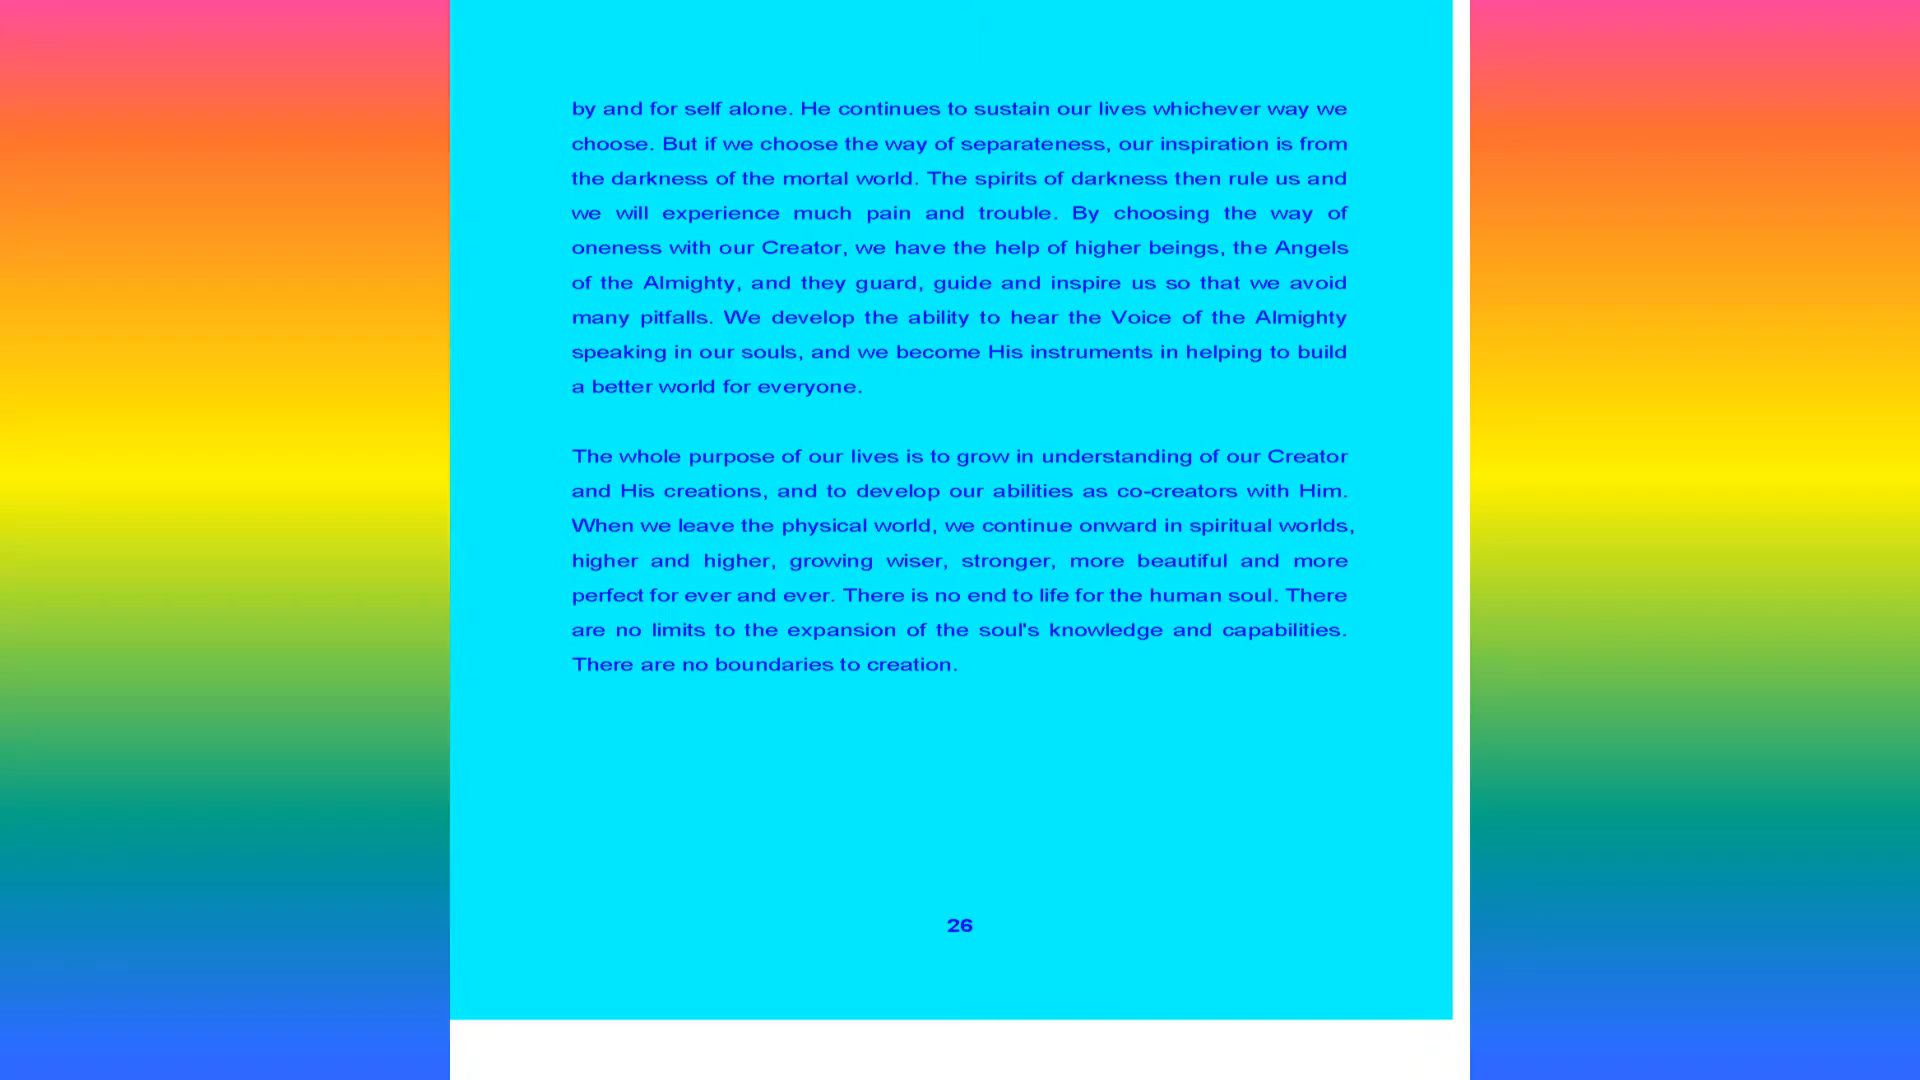 by and for self alone. He continues to sustain our lives whichever way we
choose. But if we choose the way of separateness, our inspiration is from
the darkness of the mortal world. The spirits of darkness then rule us and
we will experience much pain and trouble. By choosing the way of
oneness with our Creator, we have the help of higher beings, the Angels
of the Almighty, and they guard, guide and inspire us so that we avoid
many pitfalls. We develop the ability to hear the Voice of the Almighty
speaking in our souls, and we become His instruments in helping to build
a better world for everyone.
The whole purpose of our lives is to grow in understanding of our Creator
and His creations, and to develop our abilities as co-creators with Him.
When we leave the physical world, we continue onward in spiritual worlds,
higher and higher, growing wiser, stronger, more beautiful and more
perfect for ever and ever. There is no end to life for the human soul. There
are no limits to the expansion of the soul's knowledge and capabilities.
There are no boundaries to creation.
26